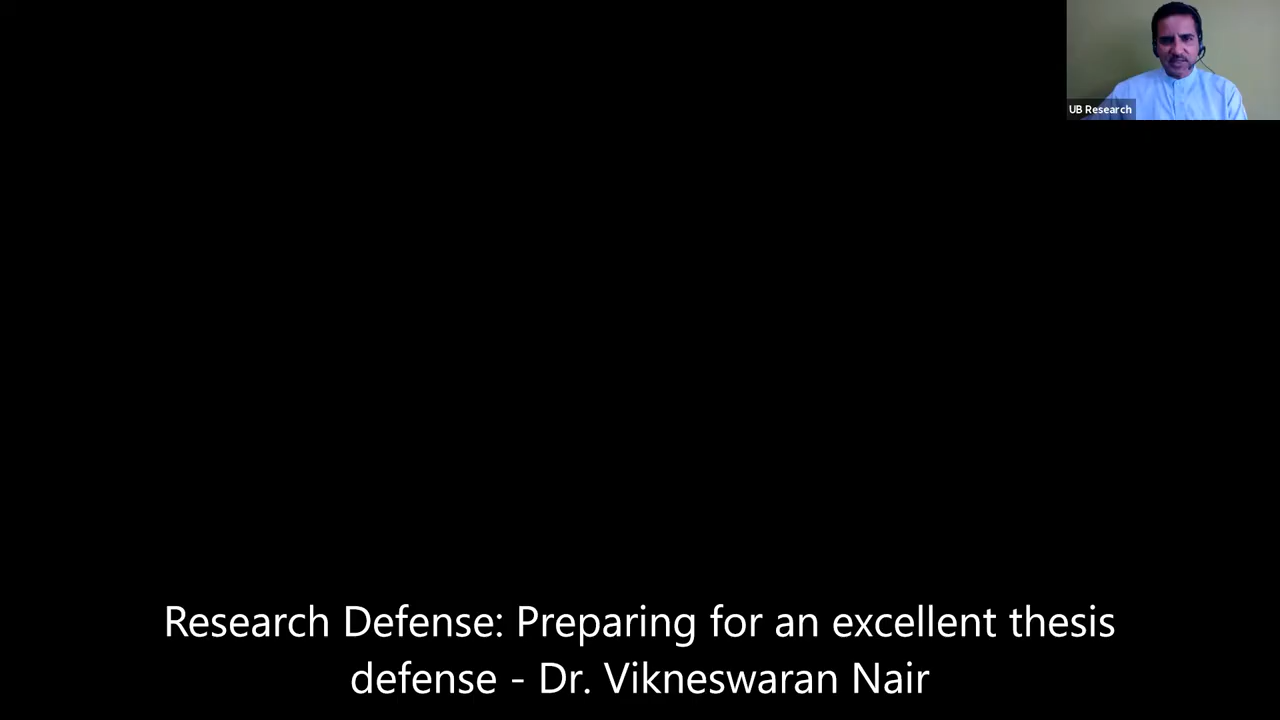 UB Research
Research Defense: Preparing for an excellent thesis
defense - Dr. Vikneswaran Nair